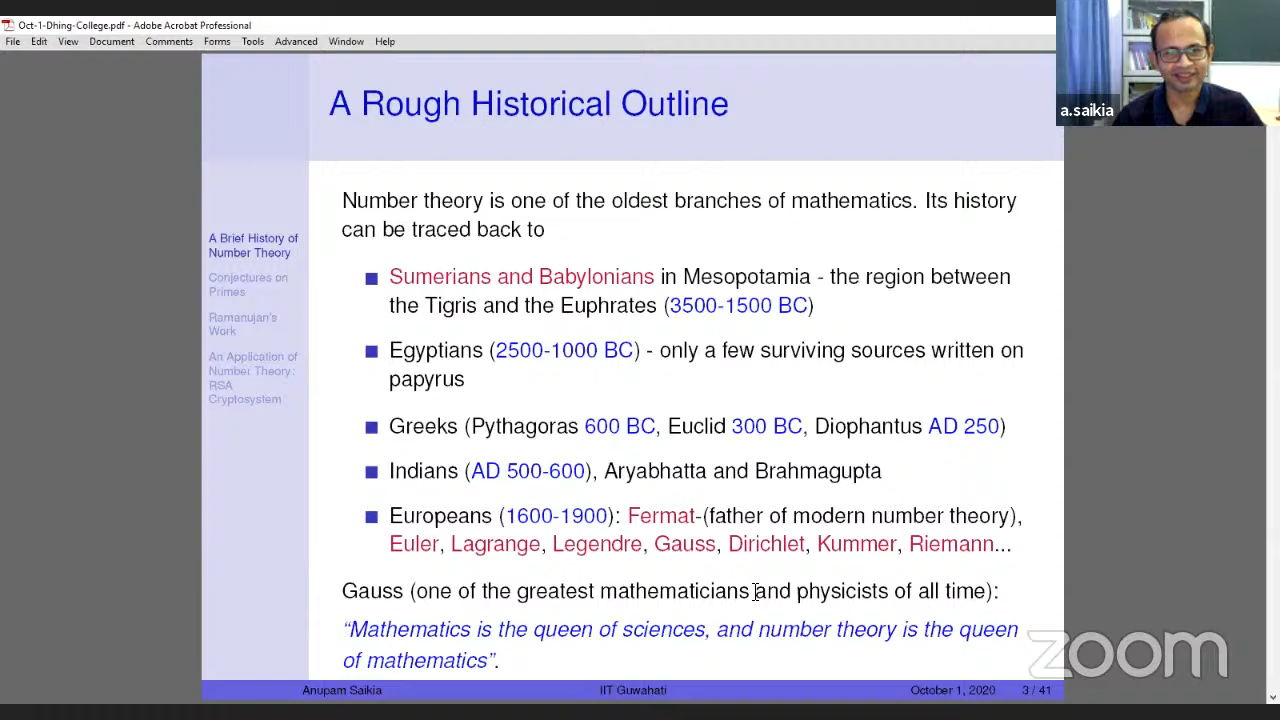 Oct-1-Dhing-College.pdf - Adobe Acrobat Professional
File Edit View Document Comments Forms Tools Advanced Window Help
a.saikia
A Rough Historical Outline
A Brief History of
Number Theory
Conjectures on
Primes
Ramanujan's
Work
An Application of
Number Theory:
RSA
Cryptosystem
Number theory is one of the oldest branches of mathematics. Its history
can be traced back to
Sumerians and Babylonians in Mesopotamia - the region between
the Tigris and the Euphrates (3500-1500 BC)
Egyptians (2500-1000 BC) - only a few surviving sources written on
papyrus
Greeks (Pythagoras 600 BC, Euclid 300 BC, Diophantus AD 250)
Indians (AD 500-600), Aryabhatta and Brahmagupta
Europeans (1600-1900): Fermat-(father of modern number theory),
Euler, Lagrange, Legendre, Gauss, Dirichlet, Kummer, Riemann...
Gauss (one of the greatest mathematicians and physicists of all time):
“Mathematics is the queen of sciences, and number theory is the queen
of mathematics”.
zoom
Anupam Saikia IIT Guwahati October 1, 2020 3 / 41